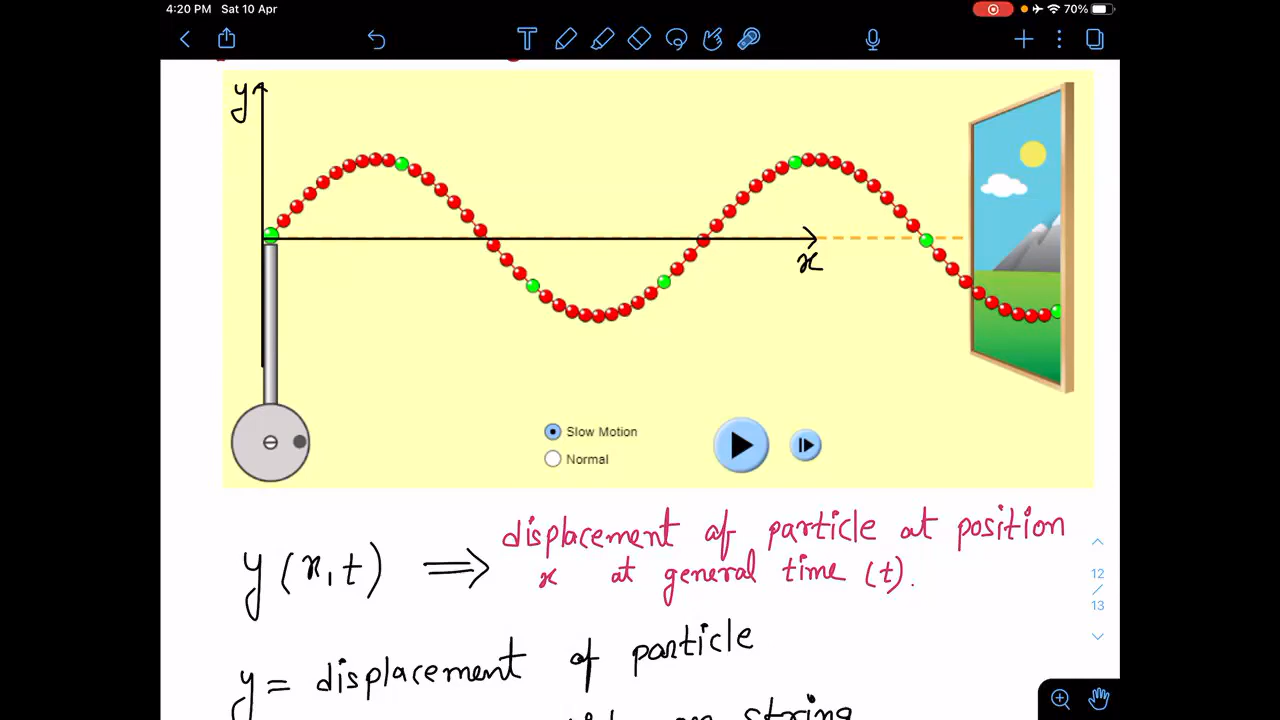 4:20 PM Sat 10 Apr
70%
T
y
x
Slow Motion
Normal
displacement of particle at position
y(x,t) ⟹ x at general time (t).
12
/
13
y = displacement of particle
string